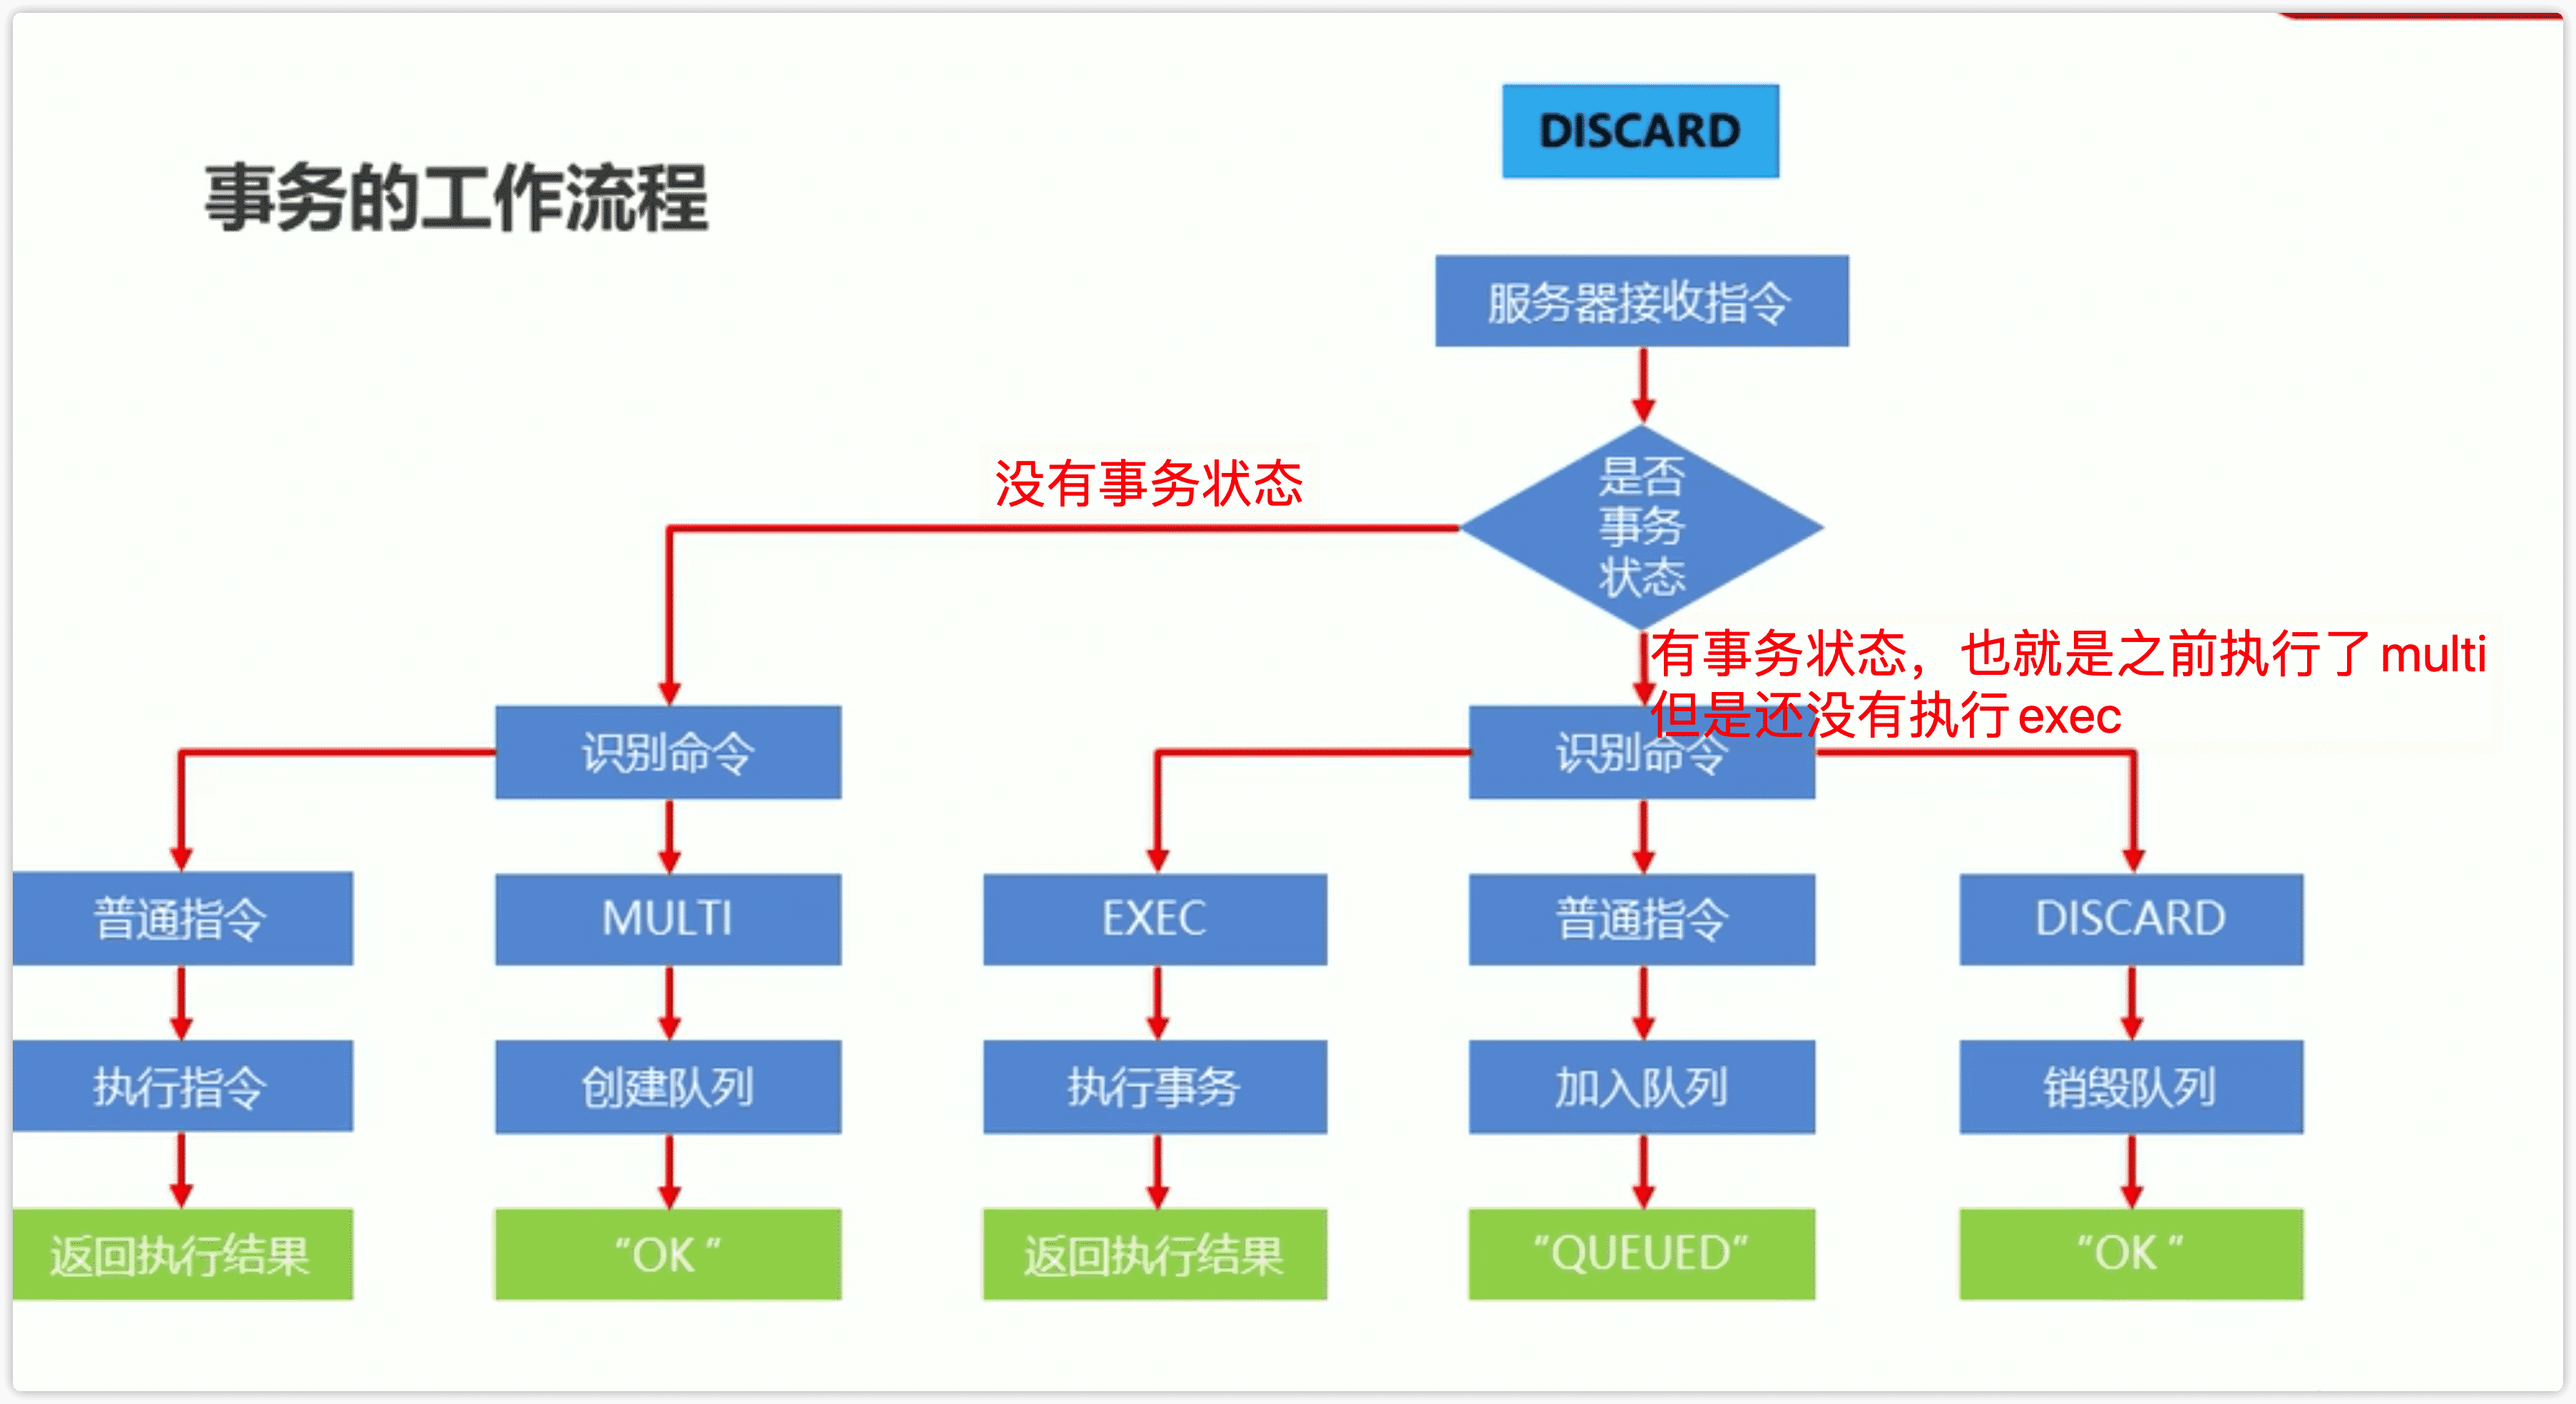 DISCARD
事务的工作流程
服务器接收指令
没有事务状态
是否
事务
状态
有事务状态，也就是之前执行了multi
但是还没有执行exec
识别命令
识别命令
普通指令
MULTI
EXEC
普通指令
DISCARD
执行指令
创建队列
执行事务
加入队列
销毁队列
返回执行结果
“OK“
返回执行结果
“QUEUED”
“OK”